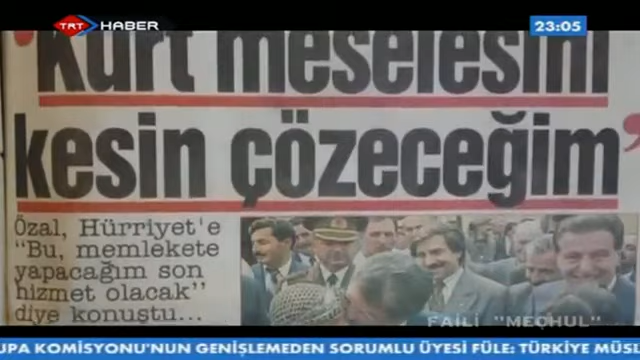 TRT HABER
23:05
'Kürt meselesini
kesin çözeceğim'
Özal, Hürriyet'e
"Bu, memlekete
yapacağım son
hizmet olacak"
diye konuştu...
FAİLİ "MEÇHUL"
UPA KOMİSYONU'NUN GENİŞLEMEDEN SORUMLU ÜYESİ FÜLE: TÜRKİYE MÜSL